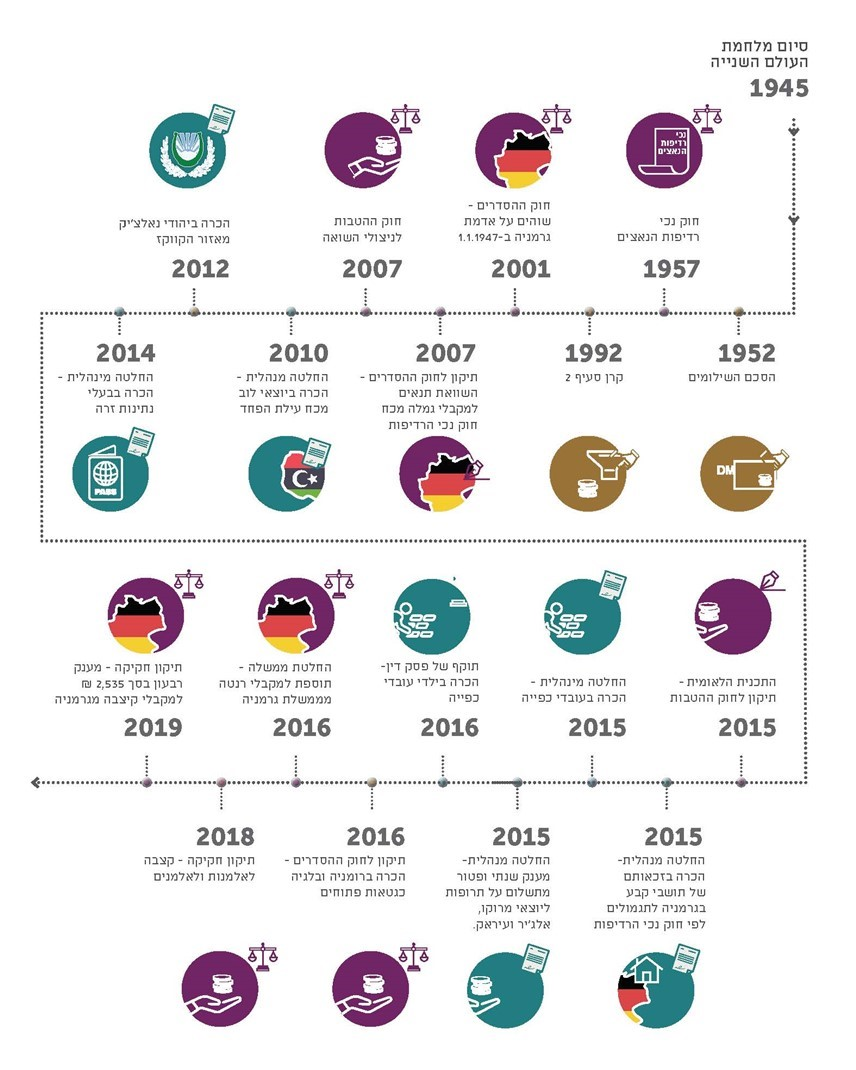 סיום מלחמת
העולם השנייה
1945
נכי
רדיפות
הנאצים
חוק נכי
רדיפות הנאצים
1957
חוק ההסדרים -
שוהים על אדמת
גרמניה ב-1.1.1947
2001
חוק ההטבות
לניצולי השואה
2007
הכרה ביהודי נאלצ'יק
מאזור הקווקז
2012
1952
הסכם השילומים
DM
1992
קרן סעיף 2
2007
תיקון לחוק ההסדרים -
השוואת תנאים
למקבלי גמלה מכח
חוק נכי הרדיפות
2010
החלטה מנהלית -
הכרה ביוצאי לוב
מכח עילת הפחד
2014
החלטה מינהלית -
הכרה בבעלי
נתינות זרה
PASS
התכנית הלאומית -
תיקון לחוק ההטבות
2015
החלטה מינהלית -
הכרה בעובדי כפייה
2015
תוקף של פסק דין-
הכרה בילדי עובדי
כפייה
2016
החלטת ממשלה -
תוספת למקבלי רנטה
מממשלת גרמניה
2016
תיקון חקיקה - מענק
רבעון בסך 2,535 ₪
למקבלי קיצבה מגרמניה
2019
2015
החלטה מנהלית-
הכרה בזכאותם
של תושבי קבע
בגרמניה לתגמולים
לפי חוק נכי הרדיפות
2015
החלטה מנהלית-
מענק שנתי ופטור
מתשלום על תרופות
ליוצאי מרוקו,
אלג'יר ועיראק.
2016
תיקון לחוק ההסדרים -
הכרה ברומניה ובלגיה
כגטאות פתוחים
2018
תיקון חקיקה - קצבה
לאלמנות ולאלמנים